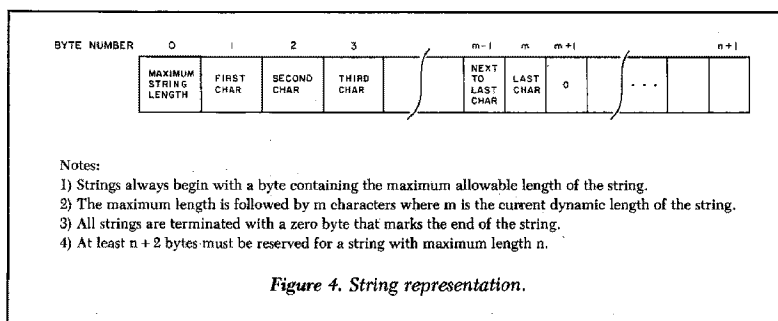 BYTE NUMBER 0 1 2 3 m-1 m m+1 n+1
MAXIMUM STRING LENGTH
FIRST CHAR
SECOND CHAR
THIRD CHAR
NEXT TO LAST CHAR
LAST CHAR
0
...
Notes:
1) Strings always begin with a byte containing the maximum allowable length of the string.
2) The maximum length is followed by m characters where m is the current dynamic length of the string.
3) All strings are terminated with a zero byte that marks the end of the string.
4) At least n + 2 bytes must be reserved for a string with maximum length n.
Figure 4. String representation.